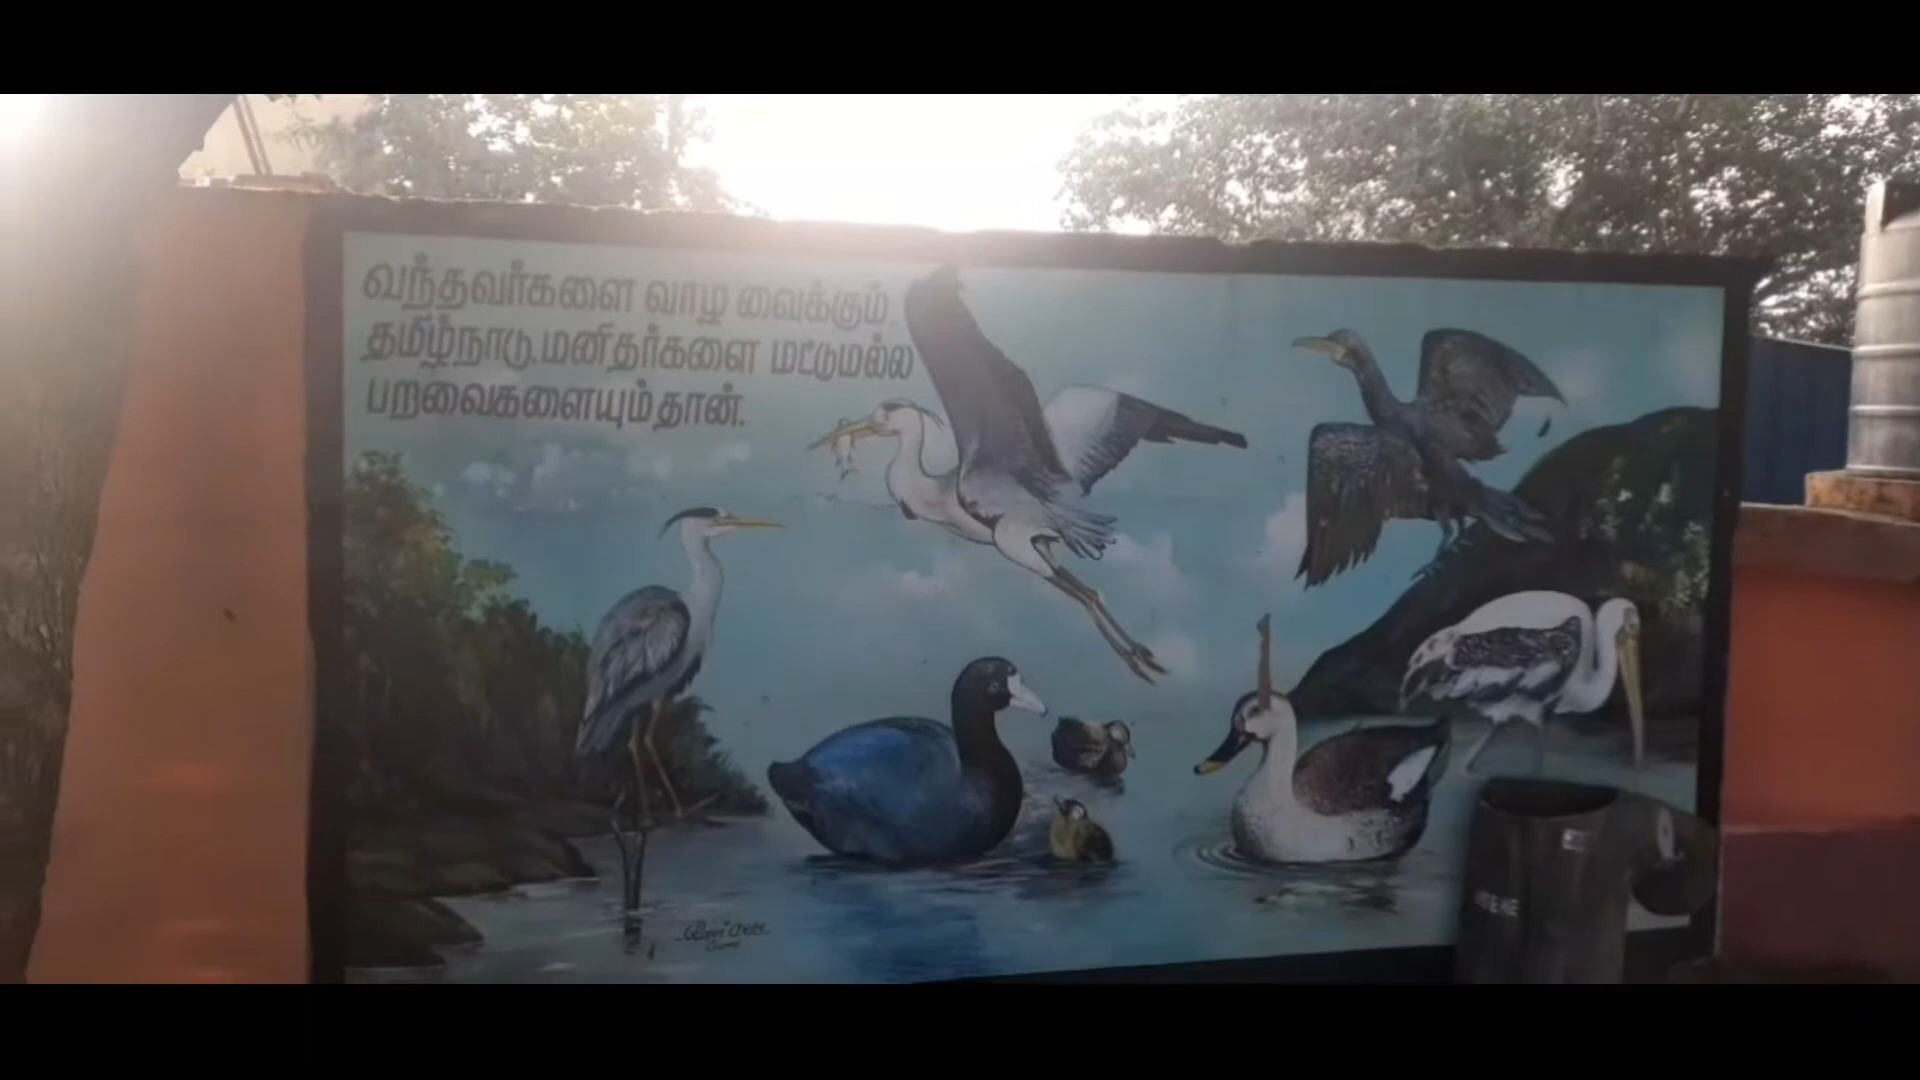 வந்தவர்களை வாழ வைக்கும்
தமிழ்நாடு மனிதர்களை மட்டுமல்ல
பறவைகளையும்தான்.